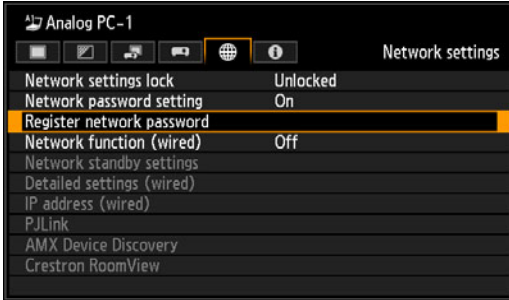 Analog PC-1
Network settings
Network settings lock Unlocked
Network password setting On
Register network password
Network function (wired) Off
Network standby settings
Detailed settings (wired)
IP address (wired)
PJLink
AMX Device Discovery
Crestron RoomView